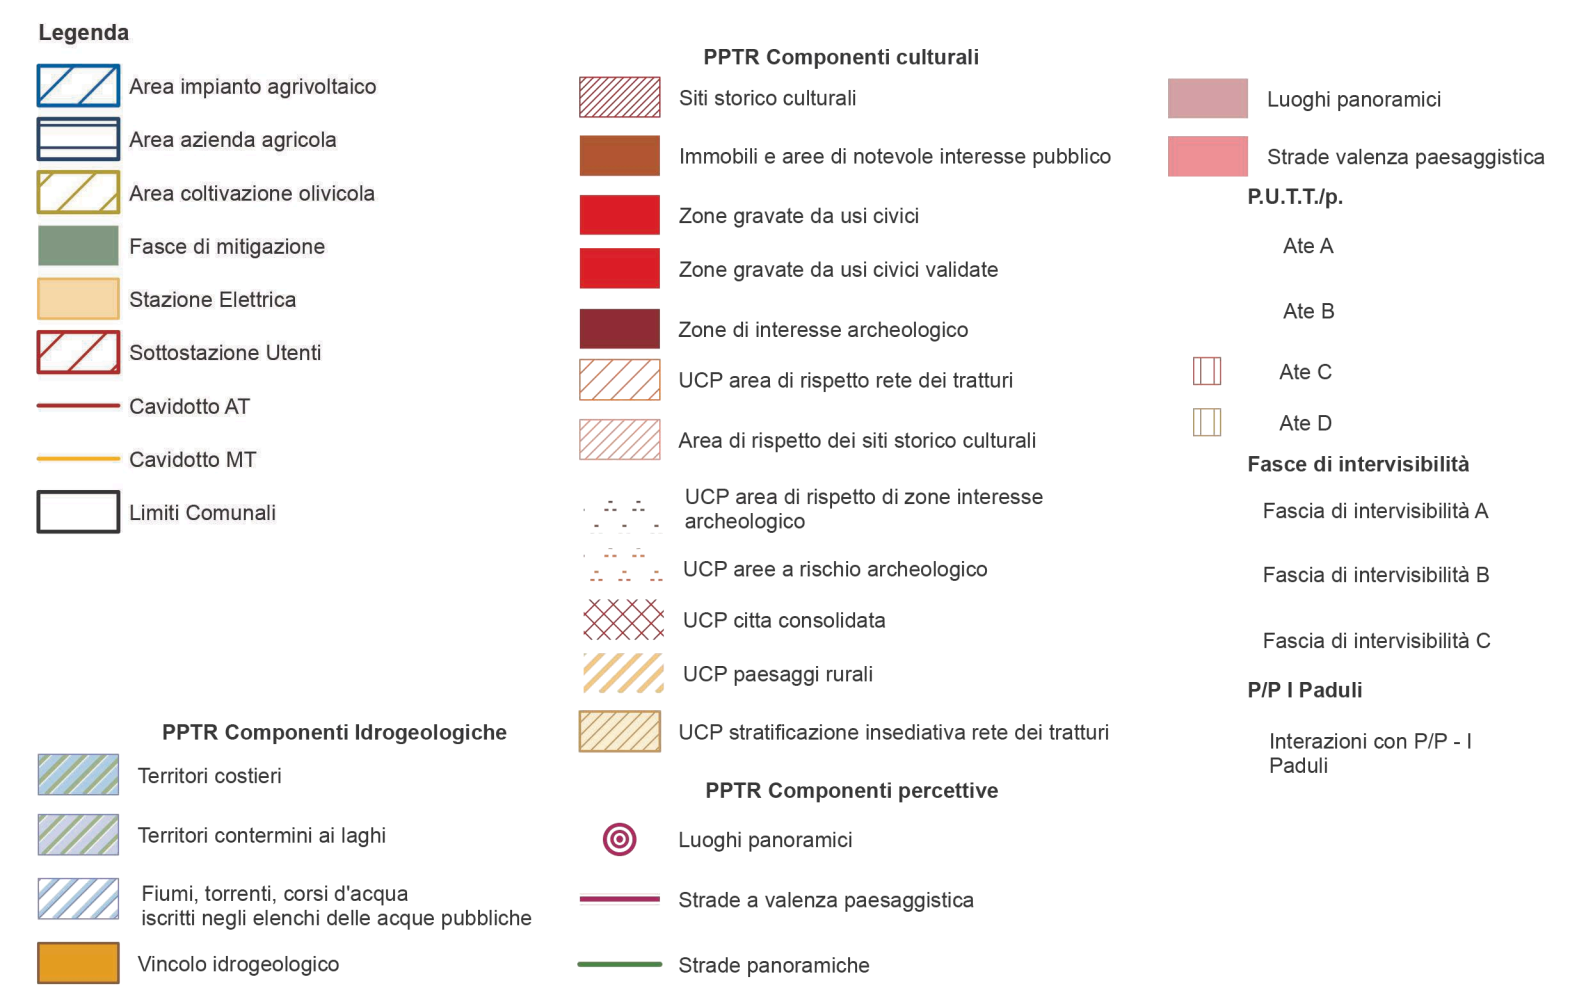 Legenda
Area impianto agrivoltaico
Area azienda agricola
Area coltivazione olivicola
Fasce di mitigazione
Stazione Elettrica
Sottostazione Utenti
Cavidotto AT
Cavidotto MT
Limiti Comunali
PPTR Componenti Idrogeologiche
Territori costieri
Territori contermini ai laghi
Fiumi, torrenti, corsi d'acqua
iscritti negli elenchi delle acque pubbliche
Vincolo idrogeologico
PPTR Componenti culturali
Siti storico culturali
Immobili e aree di notevole interesse pubblico
Zone gravate da usi civici
Zone gravate da usi civici validate
Zone di interesse archeologico
UCP area di rispetto rete dei tratturi
Area di rispetto dei siti storico culturali
UCP area di rispetto di zone interesse
archeologico
UCP aree a rischio archeologico
UCP citta consolidata
UCP paesaggi rurali
UCP stratificazione insediativa rete dei tratturi
PPTR Componenti percettive
Luoghi panoramici
Strade a valenza paesaggistica
Strade panoramiche
Luoghi panoramici
Strade valenza paesaggistica
P.U.T.T./p.
Ate A
Ate B
Ate C
Ate D
Fasce di intervisibilità
Fascia di intervisibilità A
Fascia di intervisibilità B
Fascia di intervisibilità C
P/P I Paduli
Interazioni con P/P - I
Paduli